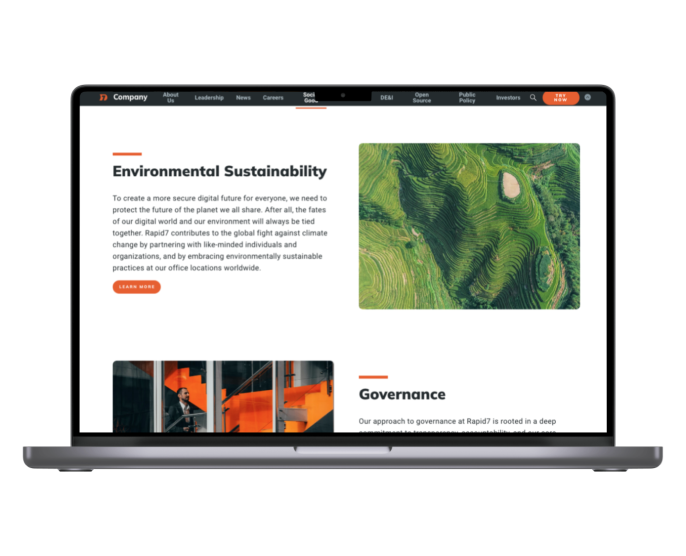 Company
About
Us
Leadership
News
Careers
DE&I
Open
Source
Public
Policy
Investors
TRY
NOW
Environmental Sustainability
To create a more secure digital future for everyone, we need to
protect the future of the planet we all share. After all, the fates
of our digital world and our environment will always be tied
together. Rapid7 contributes to the global fight against climate
change by partnering with like-minded individuals and
organizations, and by embracing environmentally sustainable
practices at our office locations worldwide.
LEARN MORE
Governance
Our approach to governance at Rapid7 is rooted in a deep